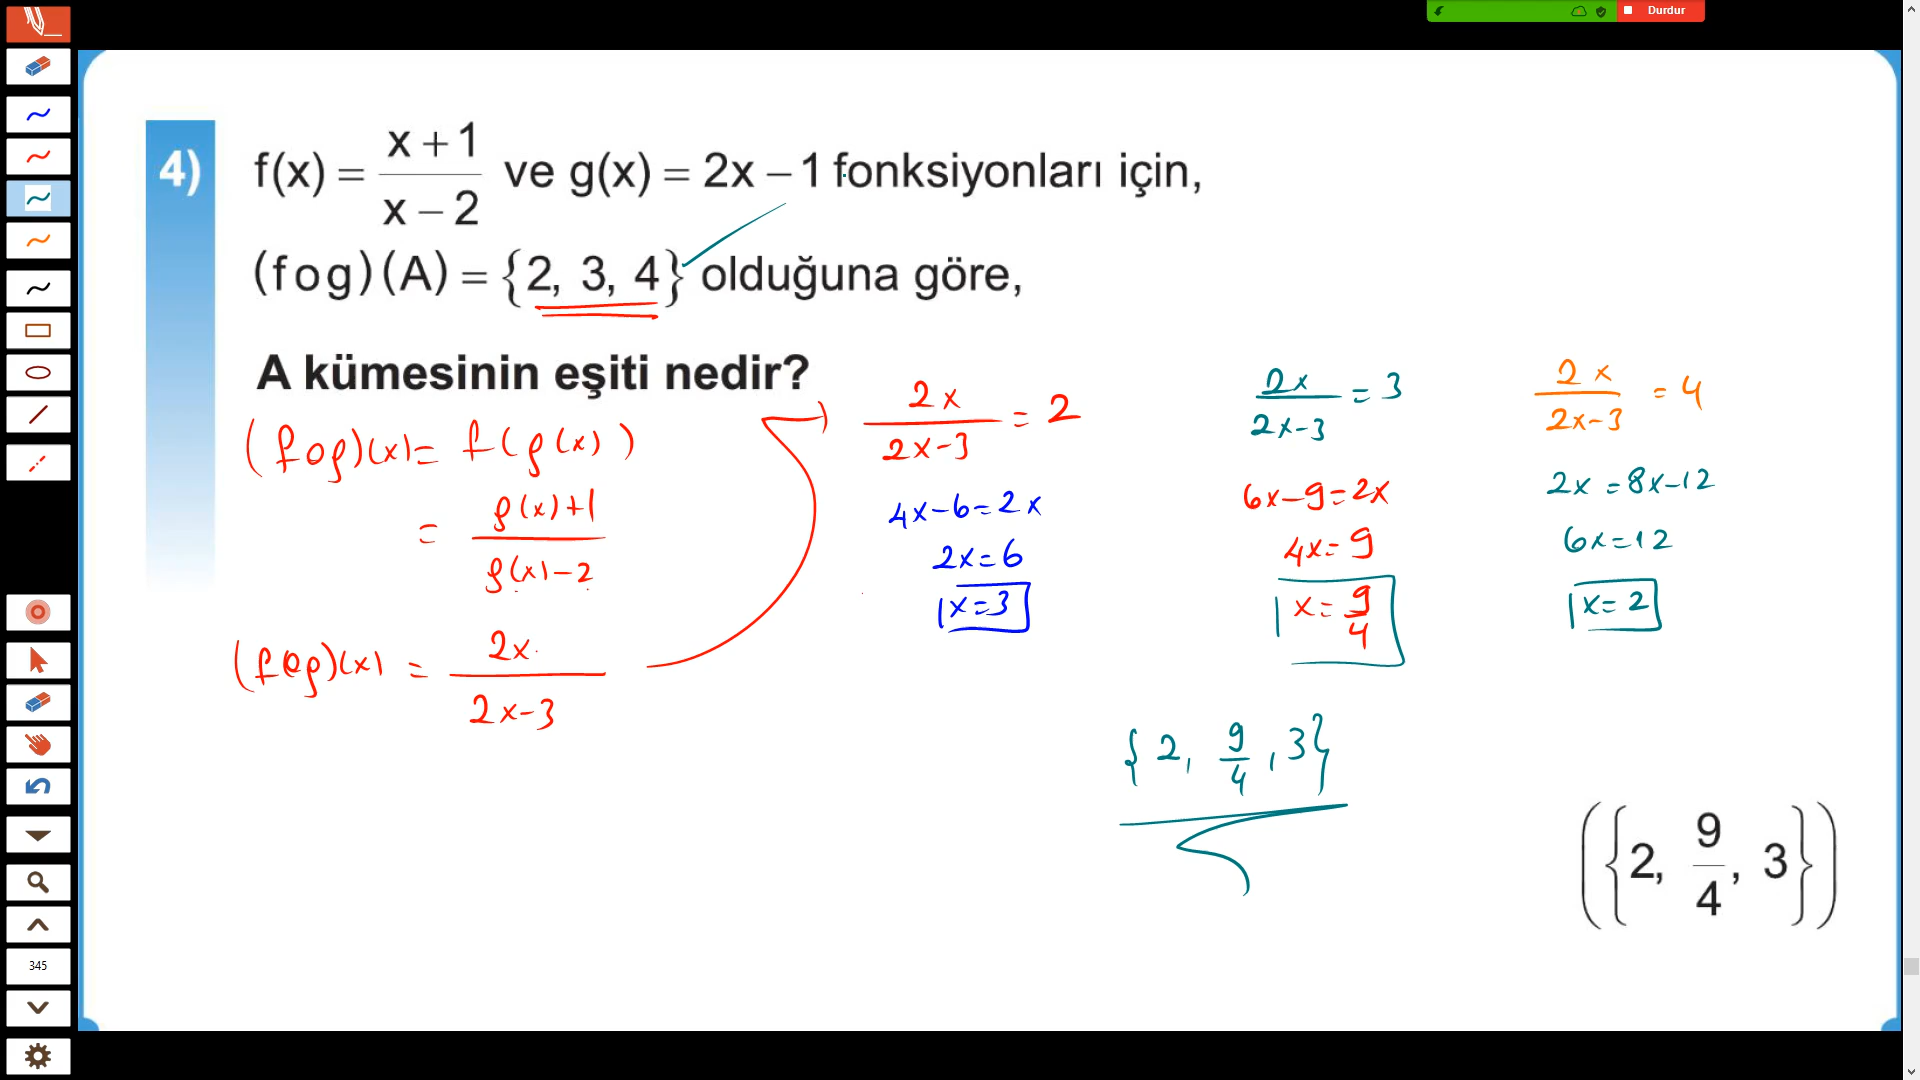 Durdur
4) f(x) = (x + 1)/(x – 2) ve g(x) = 2x – 1 fonksiyonları için,
(fog)(A) = {2, 3, 4} olduğuna göre,
A kümesinin eşiti nedir?
(fog)(x) = f(g(x))
= (g(x)+1)/(g(x)-2
(fog)(x) = 2x/(2x-3)
2x/(2x-3) = 2
4x-6=2x
2x=6
x=3
2x/(2x-3) = 3
6x-9=2x
4x=9
x=9/4
2x/(2x-3) = 4
2x=8x-12
6x=12
x=2
{2, 9/4, 3}
({2, 9/4, 3})
345